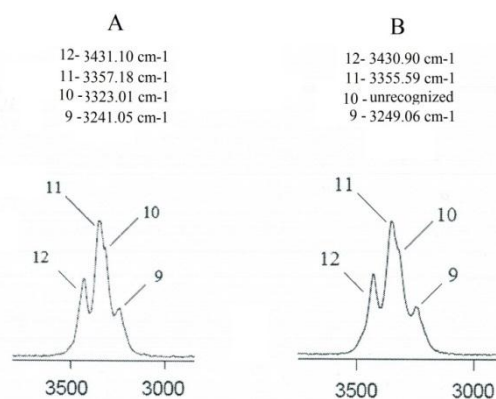 A
12- 3431.10 cm-1
11- 3357.18 cm-1
10 -3323.01 cm-1
9 -3241.05 cm-1
11
10
12
9
3500
3000
B
12- 3430.90 cm-1
11- 3355.59 cm-1
10 - unrecognized
9 - 3249.06 cm-1
11
10
12
9
3500
3000